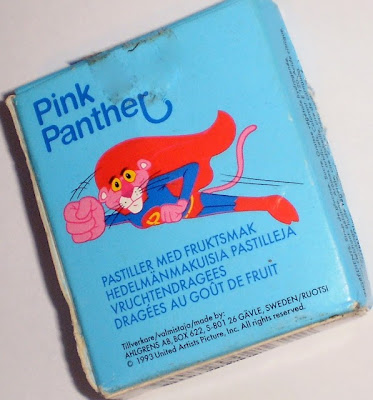 Pink
Panther
PASTILLER MED FRUKTSMAK
HEDELMÄNMAKUISIA PASTILLEJA
VRUCHTENDRAGEES
DRAGÉES AU GOÛT DE FRUIT
Tillverkare/valmistaja/made by:
AHLGRENS AB, BOX 622, S-801 26 GÄVLE, SWEDEN/RUOTSI
© 1993 United Artists Picture, Inc. All rights reserved.